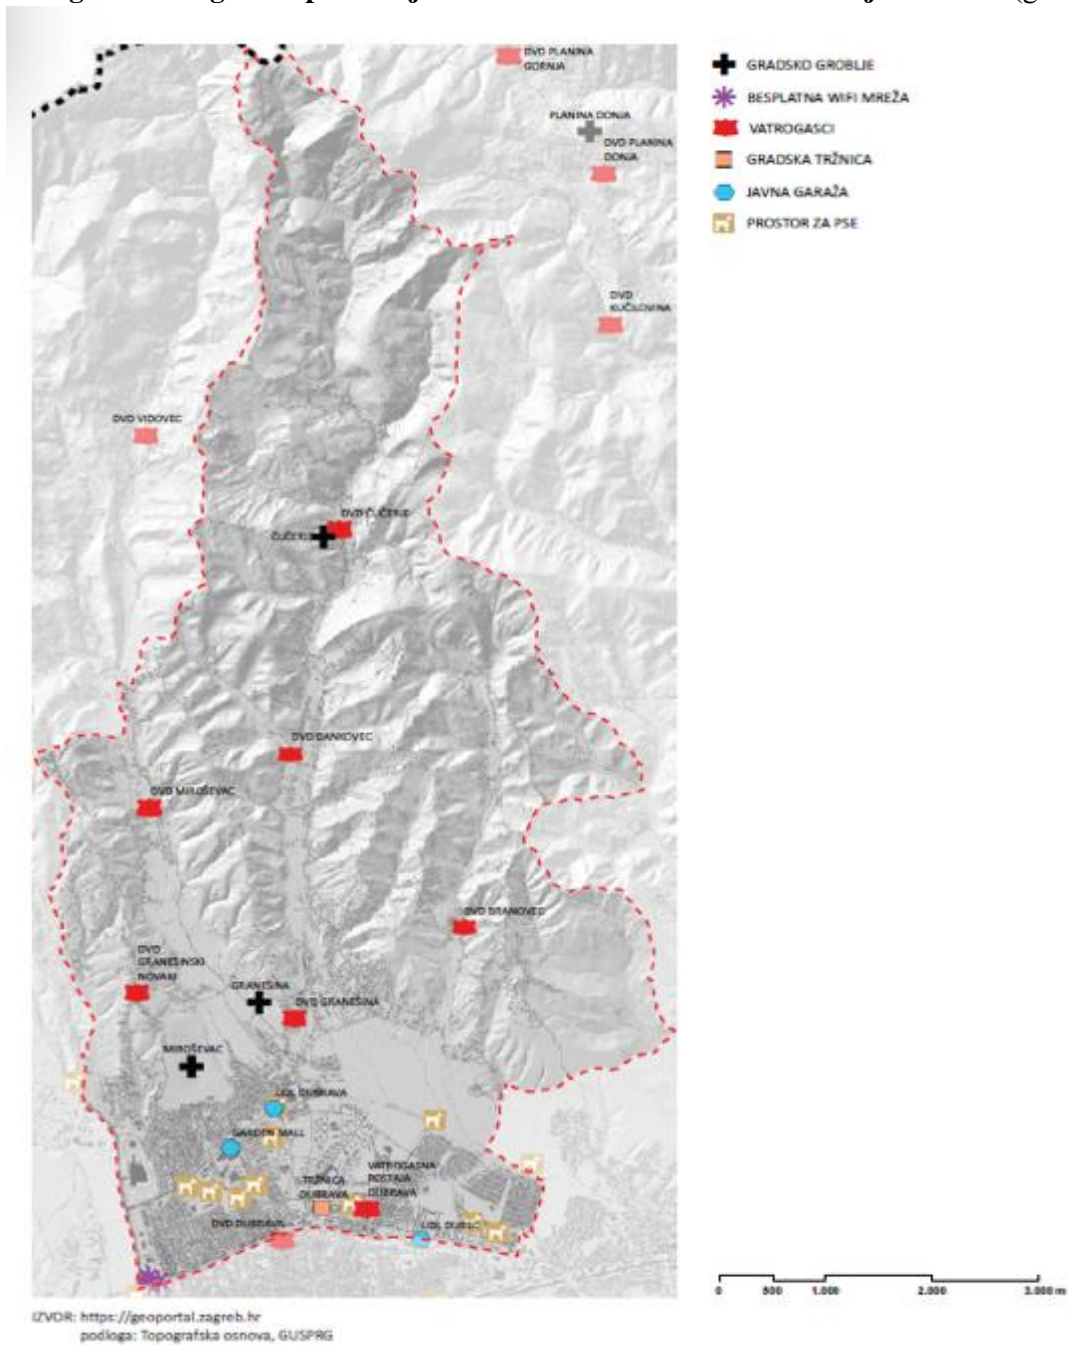 DVD PLANINA
GORNJA
PLANINA DONJA
DVD PLANINA
DONJA
DVD
KUČILOVINA
DVD VIDOVEC
DVD ČUČERJE
ČUČERJE
DVD DANKOVEC
DVD MIROŠEVAC
DVD BRANOVEC
DVD
GRANEŠINSKI
NOVAKI
GRANEŠINA
DVD GRANEŠINA
MIROŠEVAC
LIDL DUBRAVA
GARDEN MALL
VATROGASNA
POSTAJA
DUBRAVA
TRŽNICA
DUBRAVA
DVD DUBRAVA
LIDL DUBEC
GRADSKO GROBLJE
BESPLATNA WIFI MREŽA
VATROGASCI
GRADSKA TRŽNICA
JAVNA GARAŽA
PROSTOR ZA PSE
0 500 1.000 2.000 3.000 m
IZVOR: https://geoportal.zagreb.hr
podloga: Topografska osnova, GUSPRG